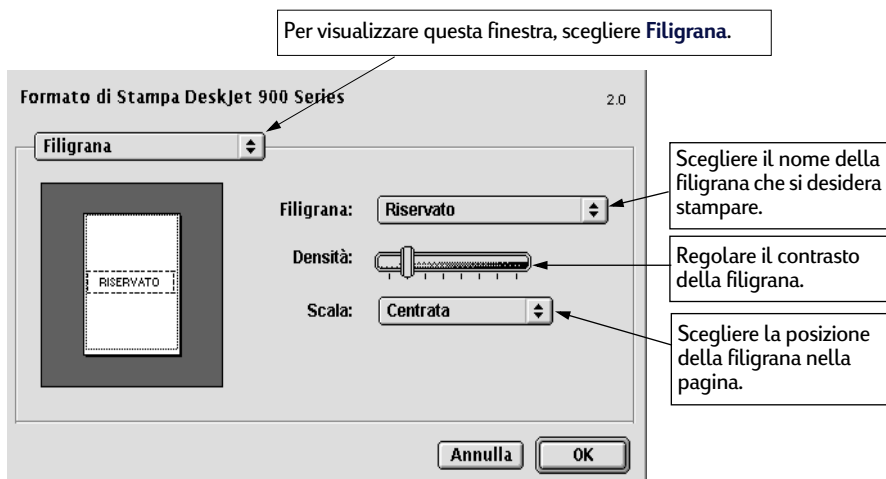 Per visualizzare questa finestra, scegliere Filigrana.
Formato di Stampa DeskJet 900 Series
2.0
Filigrana
Filigrana:
Riservato
Scegliere il nome della
filigrana che si desidera
stampare.
RISERVATO
Densità:
Regolare il contrasto
della filigrana.
Scala:
Centrata
Scegliere la posizione
della filigrana nella
pagina.
Annulla
OK